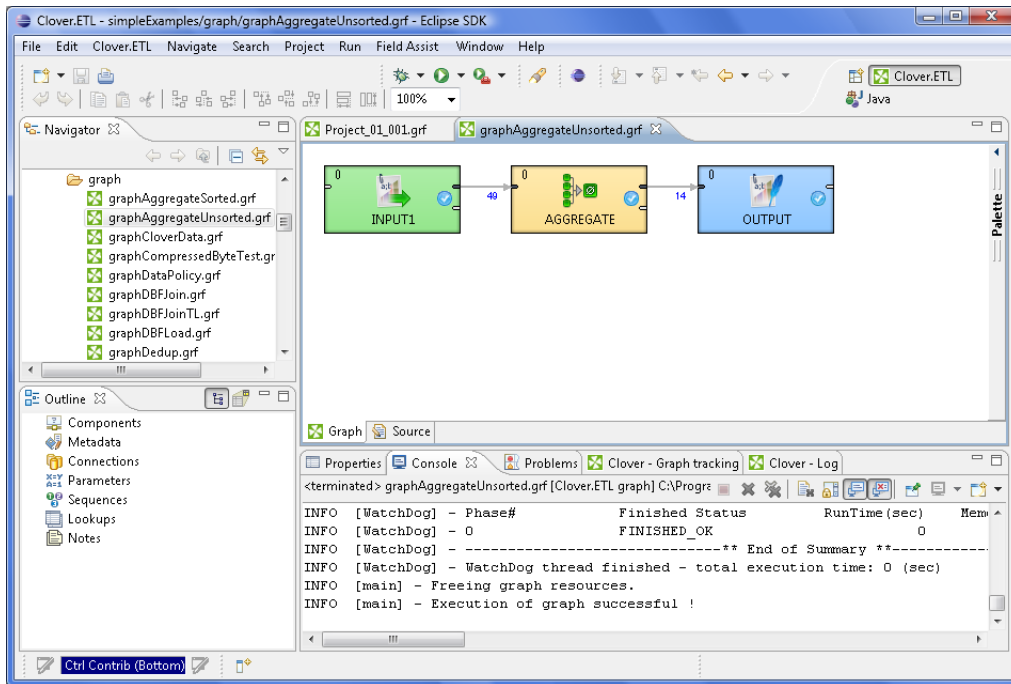 Clover.ETL - simpleExamples/graph/graphAggregateUnsorted.grf - Eclipse SDK
File Edit Clover.ETL Navigate Search Project Run Field Assist Window Help
Clover.ETL
100%
Java
Navigator
Project_01_001.grf
graphAggregateUnsorted.grf
graph
graphAggregateSorted.grf
graphAggregateUnsorted.grf
graphCloverData.grf
graphCompressedByteTest.gr
graphDataPolicy.grf
graphDBFJoin.grf
graphDBFJoinTL.grf
graphDBFLoad.grf
graphDedup.grf
0
INPUT1
49
0
AGGREGATE
14
0
OUTPUT
Palette
Outline
Components
Metadata
Connections
Parameters
Sequences
Lookups
Notes
Graph Source
Properties Console Problems Clover - Graph tracking Clover - Log
<terminated> graphAggregateUnsorted.grf [Clover.ETL graph] C:\Progra
INFO [WatchDog] - Phase# Finished Status RunTime(sec) Mem
INFO [WatchDog] - 0 FINISHED_OK 0
INFO [WatchDog] - ------------------------------** End of Summary **-----------
INFO [WatchDog] - WatchDog thread finished - total execution time: 0 (sec)
INFO [main] - Freeing graph resources.
INFO [main] - Execution of graph successful !
Ctrl Contrib (Bottom)